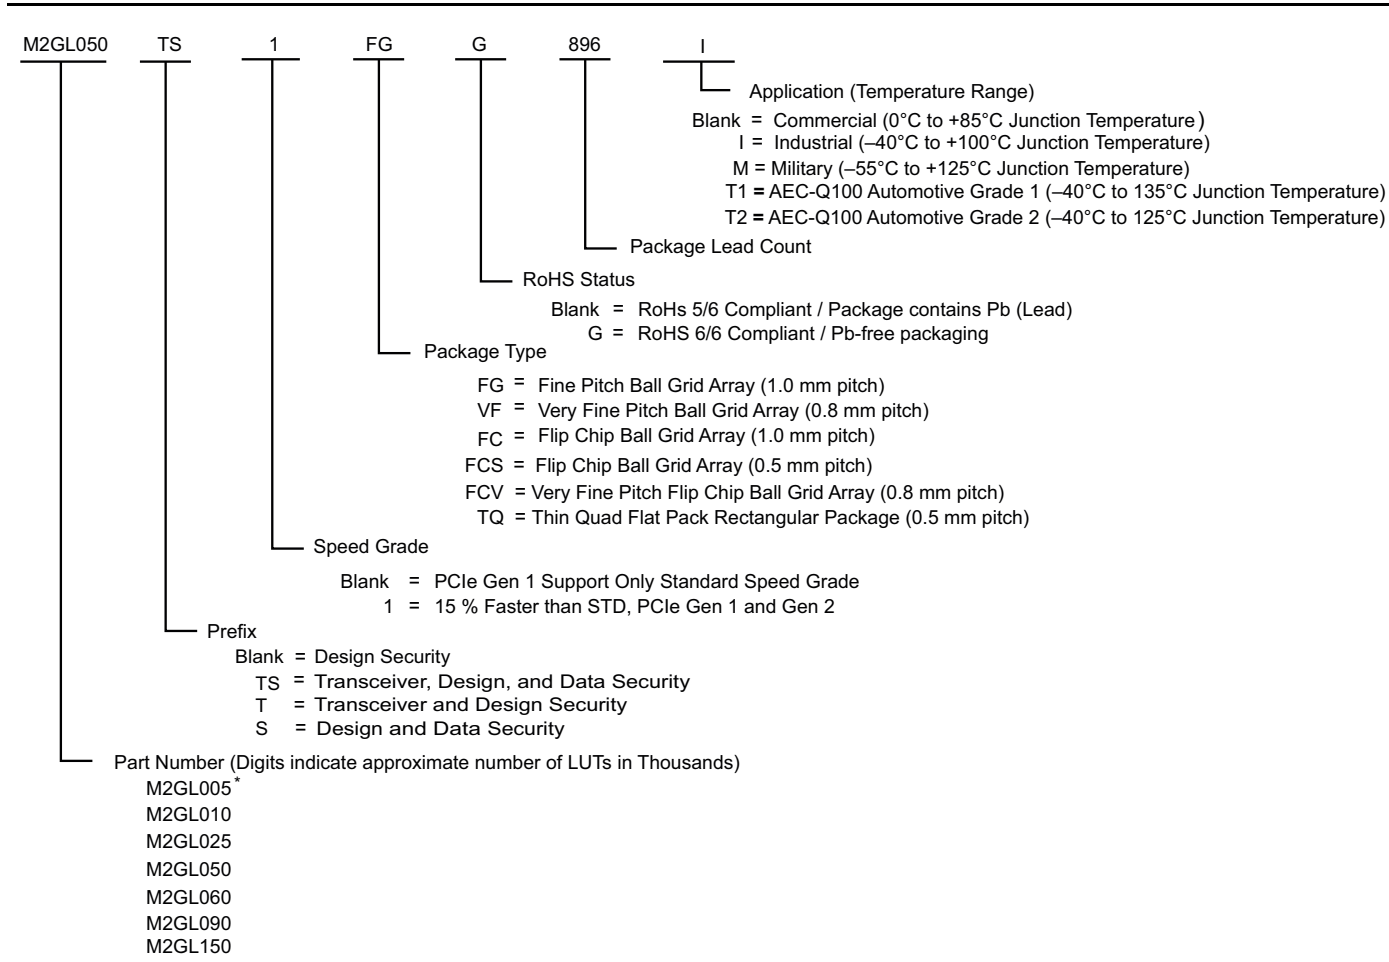 M2GL050 TS 1 FG G 896 I
Application (Temperature Range)
Blank = Commercial (0°C to +85°C Junction Temperature)
I = Industrial (–40°C to +100°C Junction Temperature)
M = Military (–55°C to +125°C Junction Temperature)
T1 = AEC-Q100 Automotive Grade 1 (–40°C to 135°C Junction Temperature)
T2 = AEC-Q100 Automotive Grade 2 (–40°C to 125°C Junction Temperature)
Package Lead Count
RoHS Status
Blank = RoHs 5/6 Compliant / Package contains Pb (Lead)
G = RoHS 6/6 Compliant / Pb-free packaging
Package Type
FG = Fine Pitch Ball Grid Array (1.0 mm pitch)
VF = Very Fine Pitch Ball Grid Array (0.8 mm pitch)
FC = Flip Chip Ball Grid Array (1.0 mm pitch)
FCS = Flip Chip Ball Grid Array (0.5 mm pitch)
FCV = Very Fine Pitch Flip Chip Ball Grid Array (0.8 mm pitch)
TQ = Thin Quad Flat Pack Rectangular Package (0.5 mm pitch)
Speed Grade
Blank = PCIe Gen 1 Support Only Standard Speed Grade
1 = 15 % Faster than STD, PCIe Gen 1 and Gen 2
Prefix
Blank = Design Security
TS = Transceiver, Design, and Data Security
T = Transceiver and Design Security
S = Design and Data Security
Part Number (Digits indicate approximate number of LUTs in Thousands)
M2GL005*
M2GL010
M2GL025
M2GL050
M2GL060
M2GL090
M2GL150